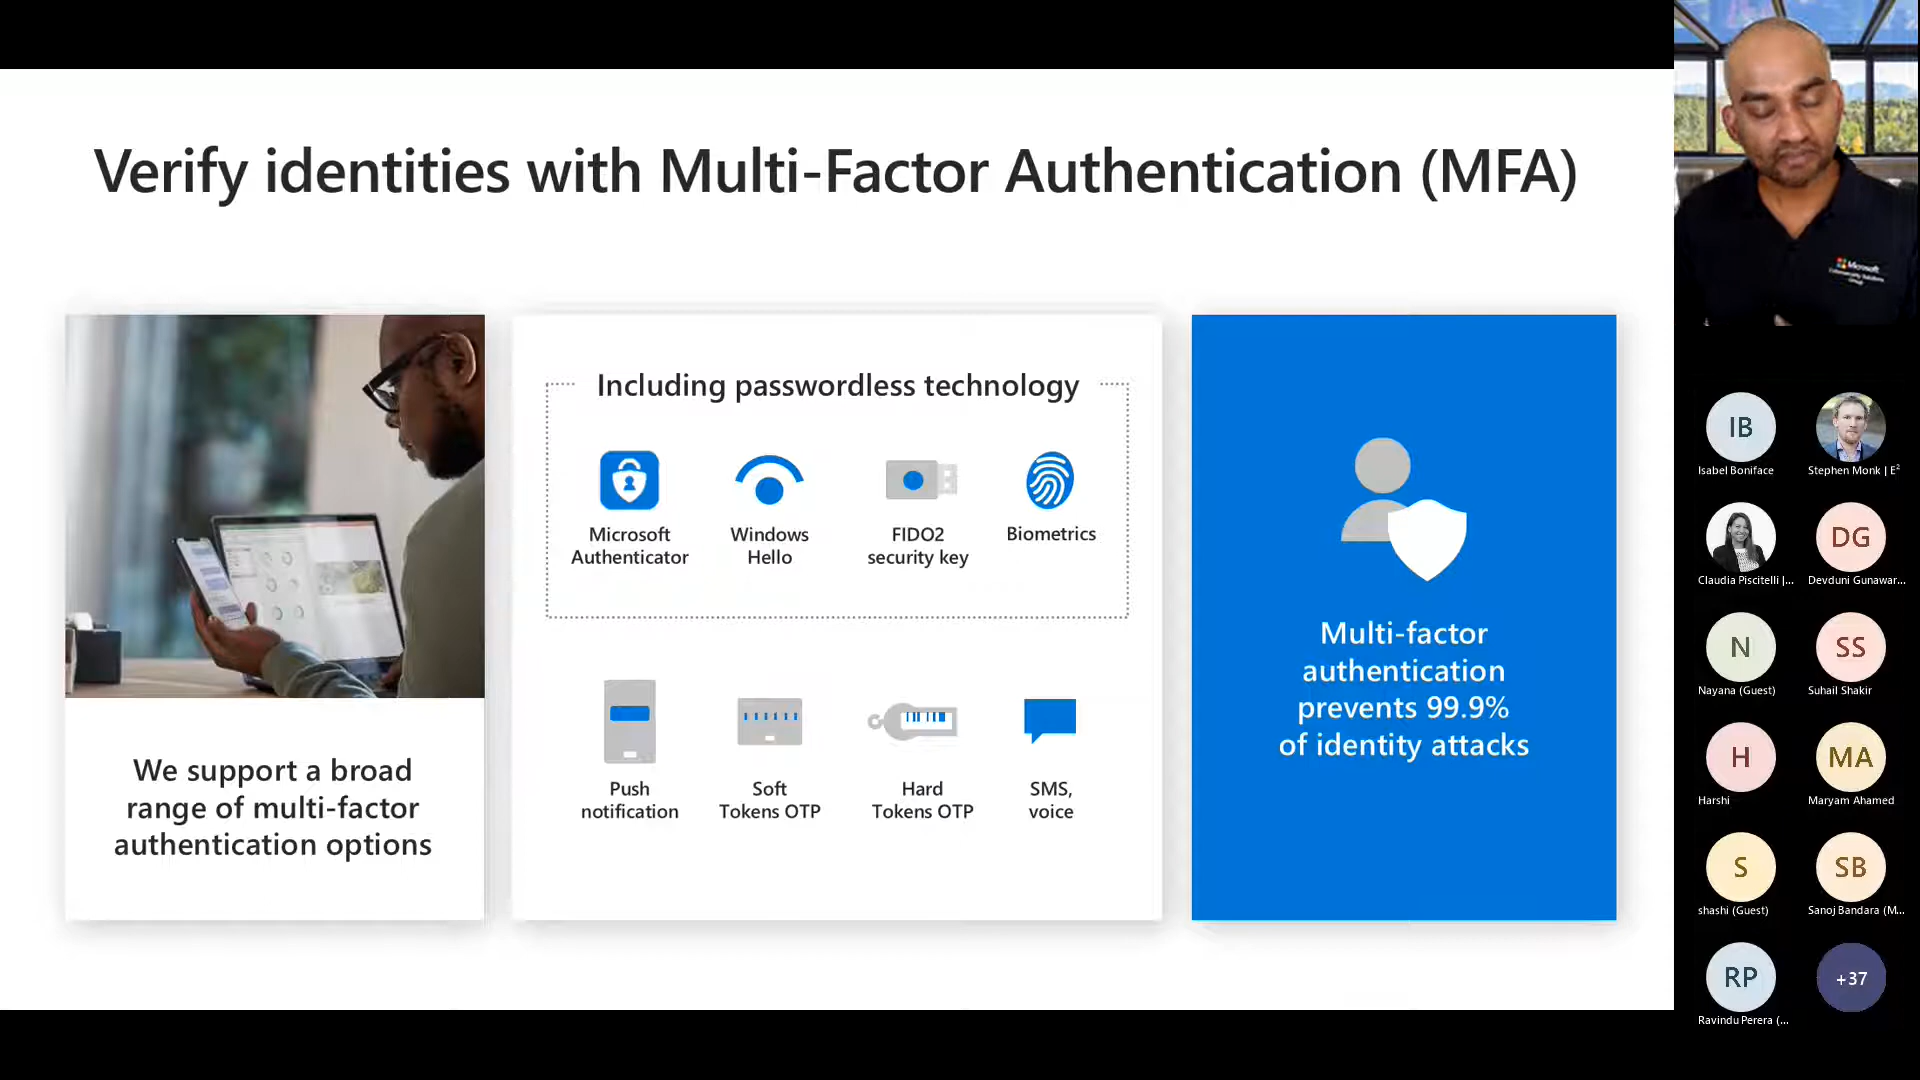 Verify identities with Multi-Factor Authentication (MFA)
We support a broad
range of multi-factor
authentication options
Including passwordless technology
Microsoft
Authenticator
Windows
Hello
FIDO2
security key
Biometrics
Push
notification
Soft
Tokens OTP
Hard
Tokens OTP
SMS,
voice
Multi-factor
authentication
prevents 99.9%
of identity attacks
Microsoft
IB
Isabel Boniface
Stephen Monk | E²
Claudia Piscitelli |...
DG
Devduni Gunawar...
N
Nayana (Guest)
SS
Suhail Shakir
H
Harshi
MA
Maryam Ahamed
S
shashi (Guest)
SB
Sanoj Bandara (M...
RP
Ravindu Perera (...
+37